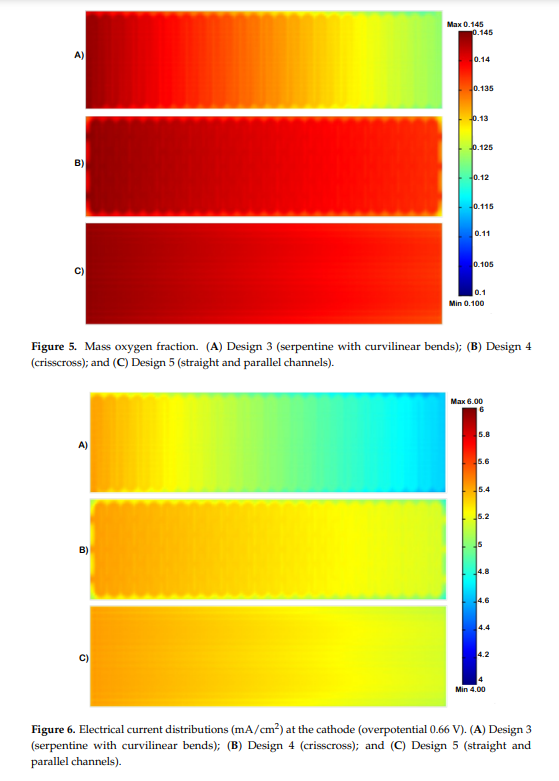 Max 0.145
0.145
A)
0.14
0.135
0.13
0.125
B)
0.12
0.115
0.11
C)
0.105
0.1
Min 0.100
Figure 5. Mass oxygen fraction. (A) Design 3 (serpentine with curvilinear bends); (B) Design 4
(crisscross); and (C) Design 5 (straight and parallel channels).
Max 6.00
6
5.8
A)
5.6
5.4
5.2
5
B)
4.8
4.6
4.4
C)
4.2
4
Min 4.00
Figure 6. Electrical current distributions (mA/cm²) at the cathode (overpotential 0.66 V). (A) Design 3
(serpentine with curvilinear bends); (B) Design 4 (crisscross); and (C) Design 5 (straight and
parallel channels).